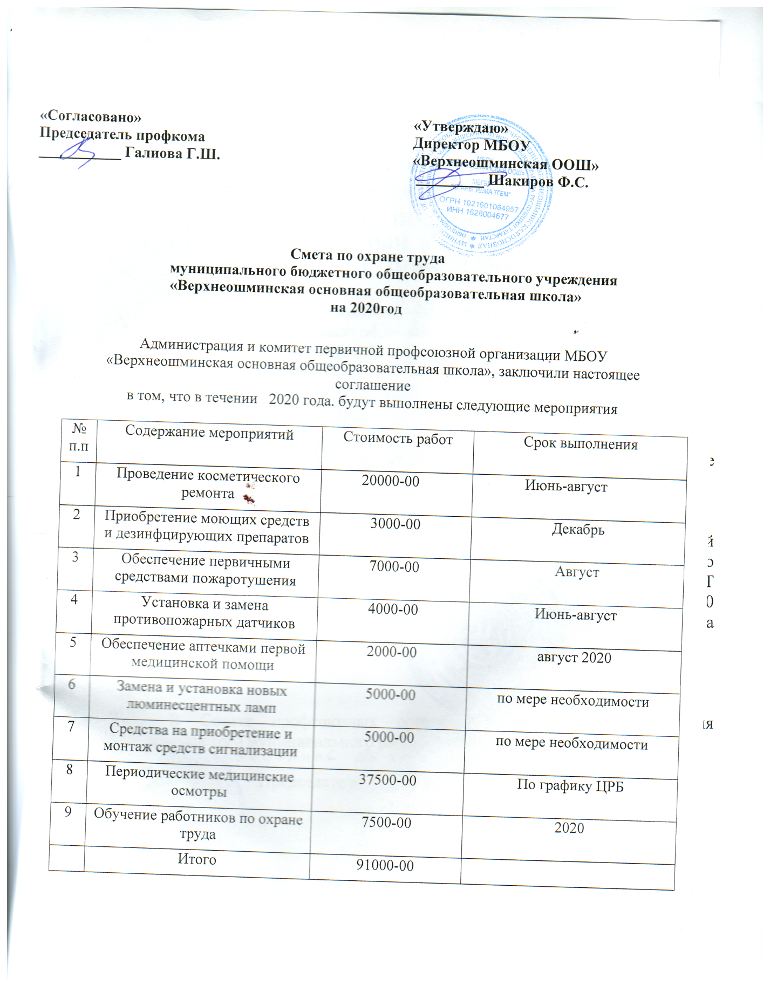 «Согласовано»
Председатель профкома
___________ Галиова Г.Ш.
«Утверждаю»
Директор МБОУ
«Верхнеошминская ООШ»
_________ Шакиров Ф.С.
ОГРН 1021601064957
ИНН 1626004677
Смета по охране труда
муниципального бюджетного общеобразовательного учреждения
«Верхнеошминская основная общеобразовательная школа»
на 2020год
Администрация и комитет первичной профсоюзной организации МБОУ
«Верхнеошминская основная общеобразовательная школа», заключили настоящее
соглашение
в том, что в течении 2020 года. будут выполнены следующие мероприятия
№ п.п Содержание мероприятий Стоимость работ Срок выполнения
1 Проведение косметического 20000-00 Июнь-август
ремонта
2 Приобретение моющих средств 3000-00 Декабрь
и дезинфцирующих препаратов
3 Обеспечение первичными 7000-00 Август
средствами пожаротушения
4 Установка и замена 4000-00 Июнь-август
противопожарных датчиков
5 Обеспечение аптечками первой 2000-00 август 2020
медицинской помощи
6 Замена и установка новых 5000-00 по мере необходимости
люминесцентных ламп
7 Средства на приобретение и 5000-00 по мере необходимости
монтаж средств сигнализации
8 Периодические медицинские 37500-00 По графику ЦРБ
осмотры
9 Обучение работников по охране 7500-00 2020
труда
Итого 91000-00